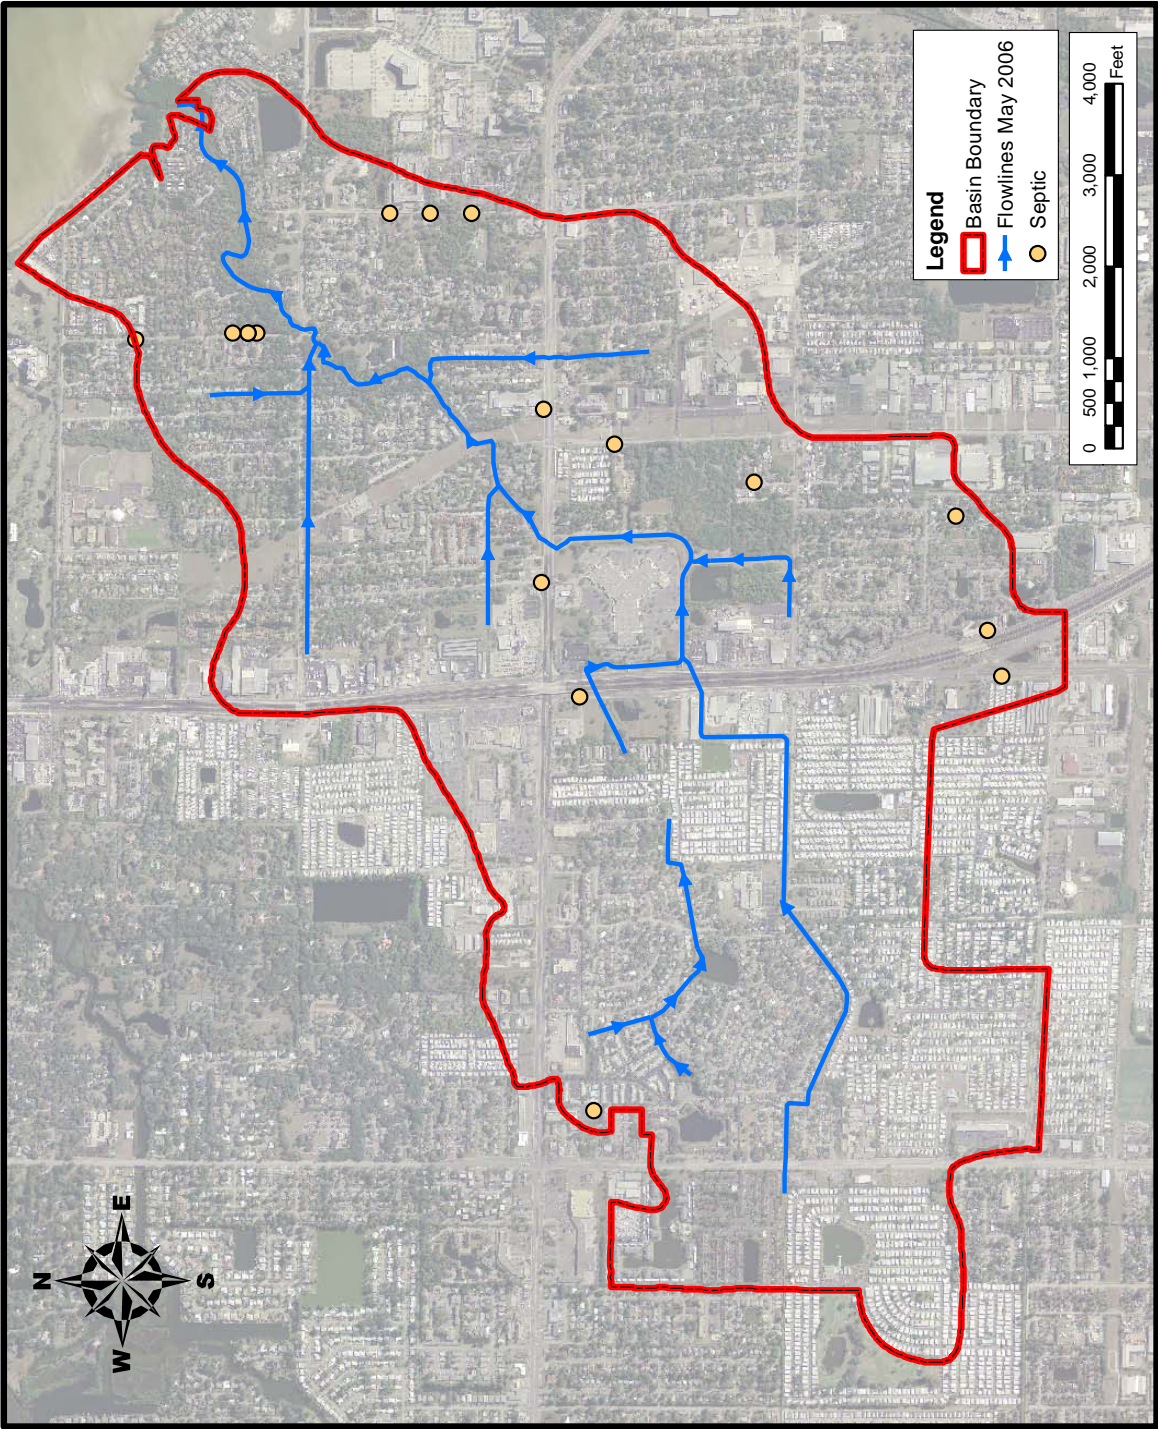 N
W
E
S
Legend
Basin Boundary
Flowlines May 2006
Septic
0 500 1,000 2,000 3,000 4,000
Feet